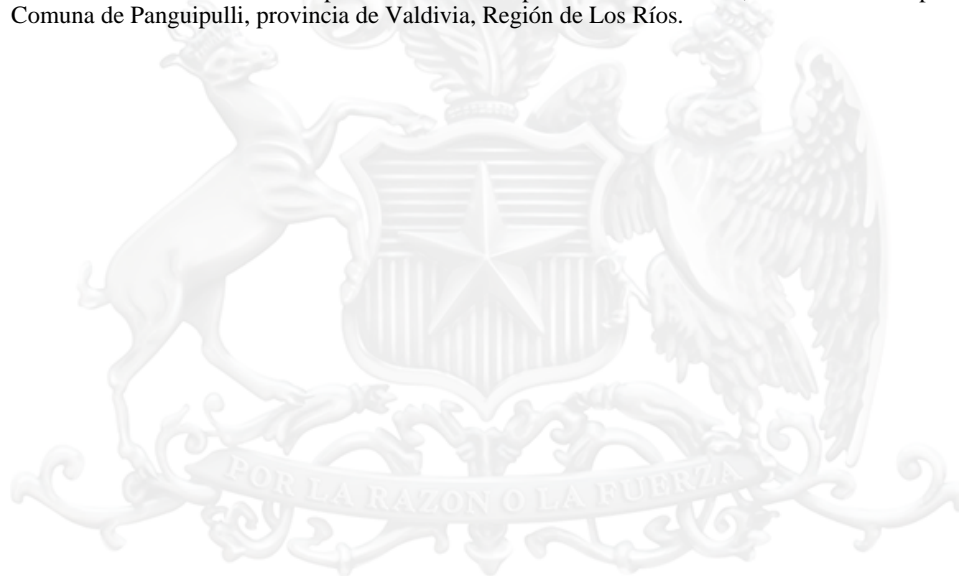 Comuna de Panguipulli, provincia de Valdivia, Región de Los Ríos.
POR LA RAZON O LA FUERZA